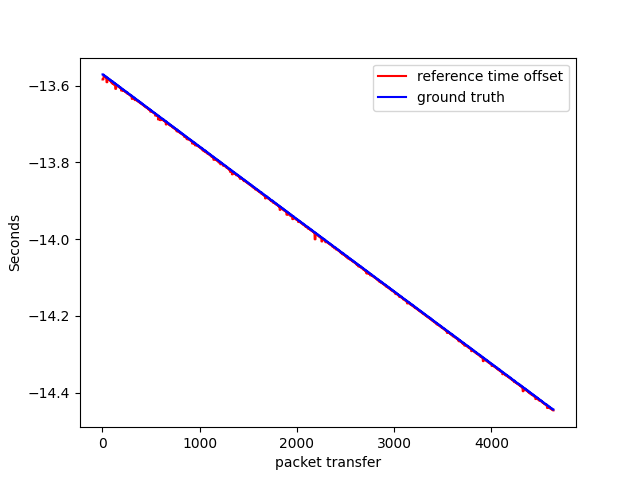 reference time offset
ground truth
−13.6
−13.8
−14.0
−14.2
−14.4
Seconds
0 1000 2000 3000 4000
packet transfer